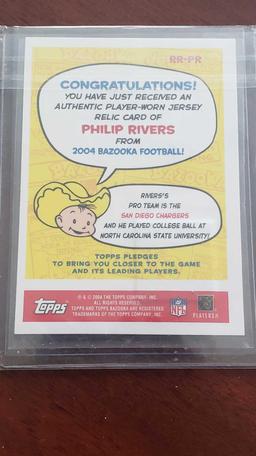 RR-PR
CONGRATULATIONS!
YOU HAVE JUST RECEIVED AN
AUTHENTIC PLAYER-WORN JERSEY
RELIC CARD OF
PHILIP RIVERS
FROM
2004 BAZOOKA FOOTBALL!
RIVERS'S
PRO TEAM IS THE
SAN DIEGO CHARGERS
AND HE PLAYED COLLEGE BALL AT
NORTH CAROLINA STATE UNIVERSITY!
TOPPS PLEDGES
TO BRING YOU CLOSER TO THE GAME
AND ITS LEADING PLAYERS.
Topps
® & © 2004 THE TOPPS COMPANY, INC.
ALL RIGHTS RESERVED.
TOPPS AND TOPPS BAZOOKA ARE REGISTERED
TRADEMARKS OF THE TOPPS COMPANY, INC.
NFL
PLAYERS